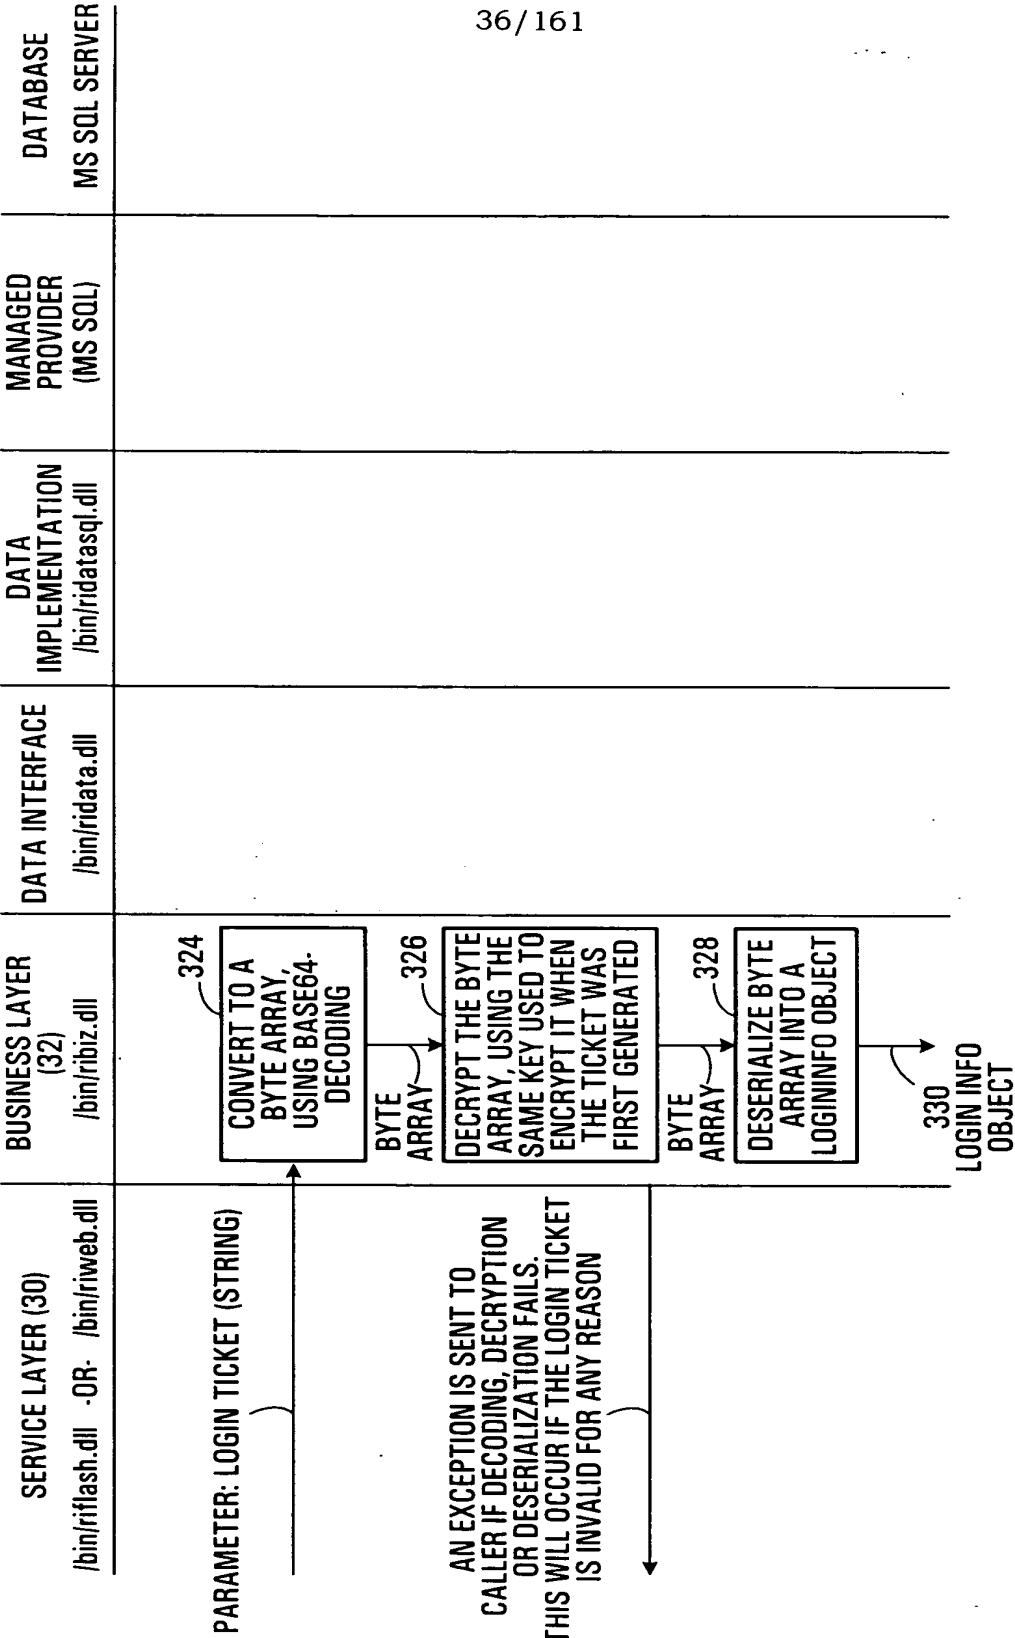 36/161
SERVICE LAYER (30)
/bin/riflash.dll -OR- /bin/riweb.dll
BUSINESS LAYER
(32)
/bin/ribiz.dll
DATA INTERFACE
/bin/ridata.dll
DATA
IMPLEMENTATION
/bin/ridatasql.dll
MANAGED
PROVIDER
(MS SQL)
DATABASE
MS SQL SERVER
PARAMETER: LOGIN TICKET (STRING)
324
CONVERT TO A
BYTE ARRAY,
USING BASE64-
DECODING
BYTE
ARRAY
326
DECRYPT THE BYTE
ARRAY, USING THE
SAME KEY USED TO
ENCRYPT IT WHEN
THE TICKET WAS
FIRST GENERATED
AN EXCEPTION IS SENT TO
CALLER IF DECODING, DECRYPTION
OR DESERIALIZATION FAILS.
THIS WILL OCCUR IF THE LOGIN TICKET
IS INVALID FOR ANY REASON
BYTE
ARRAY
328
DESERIALIZE BYTE
ARRAY INTO A
LOGININFO OBJECT
330
LOGIN INFO
OBJECT